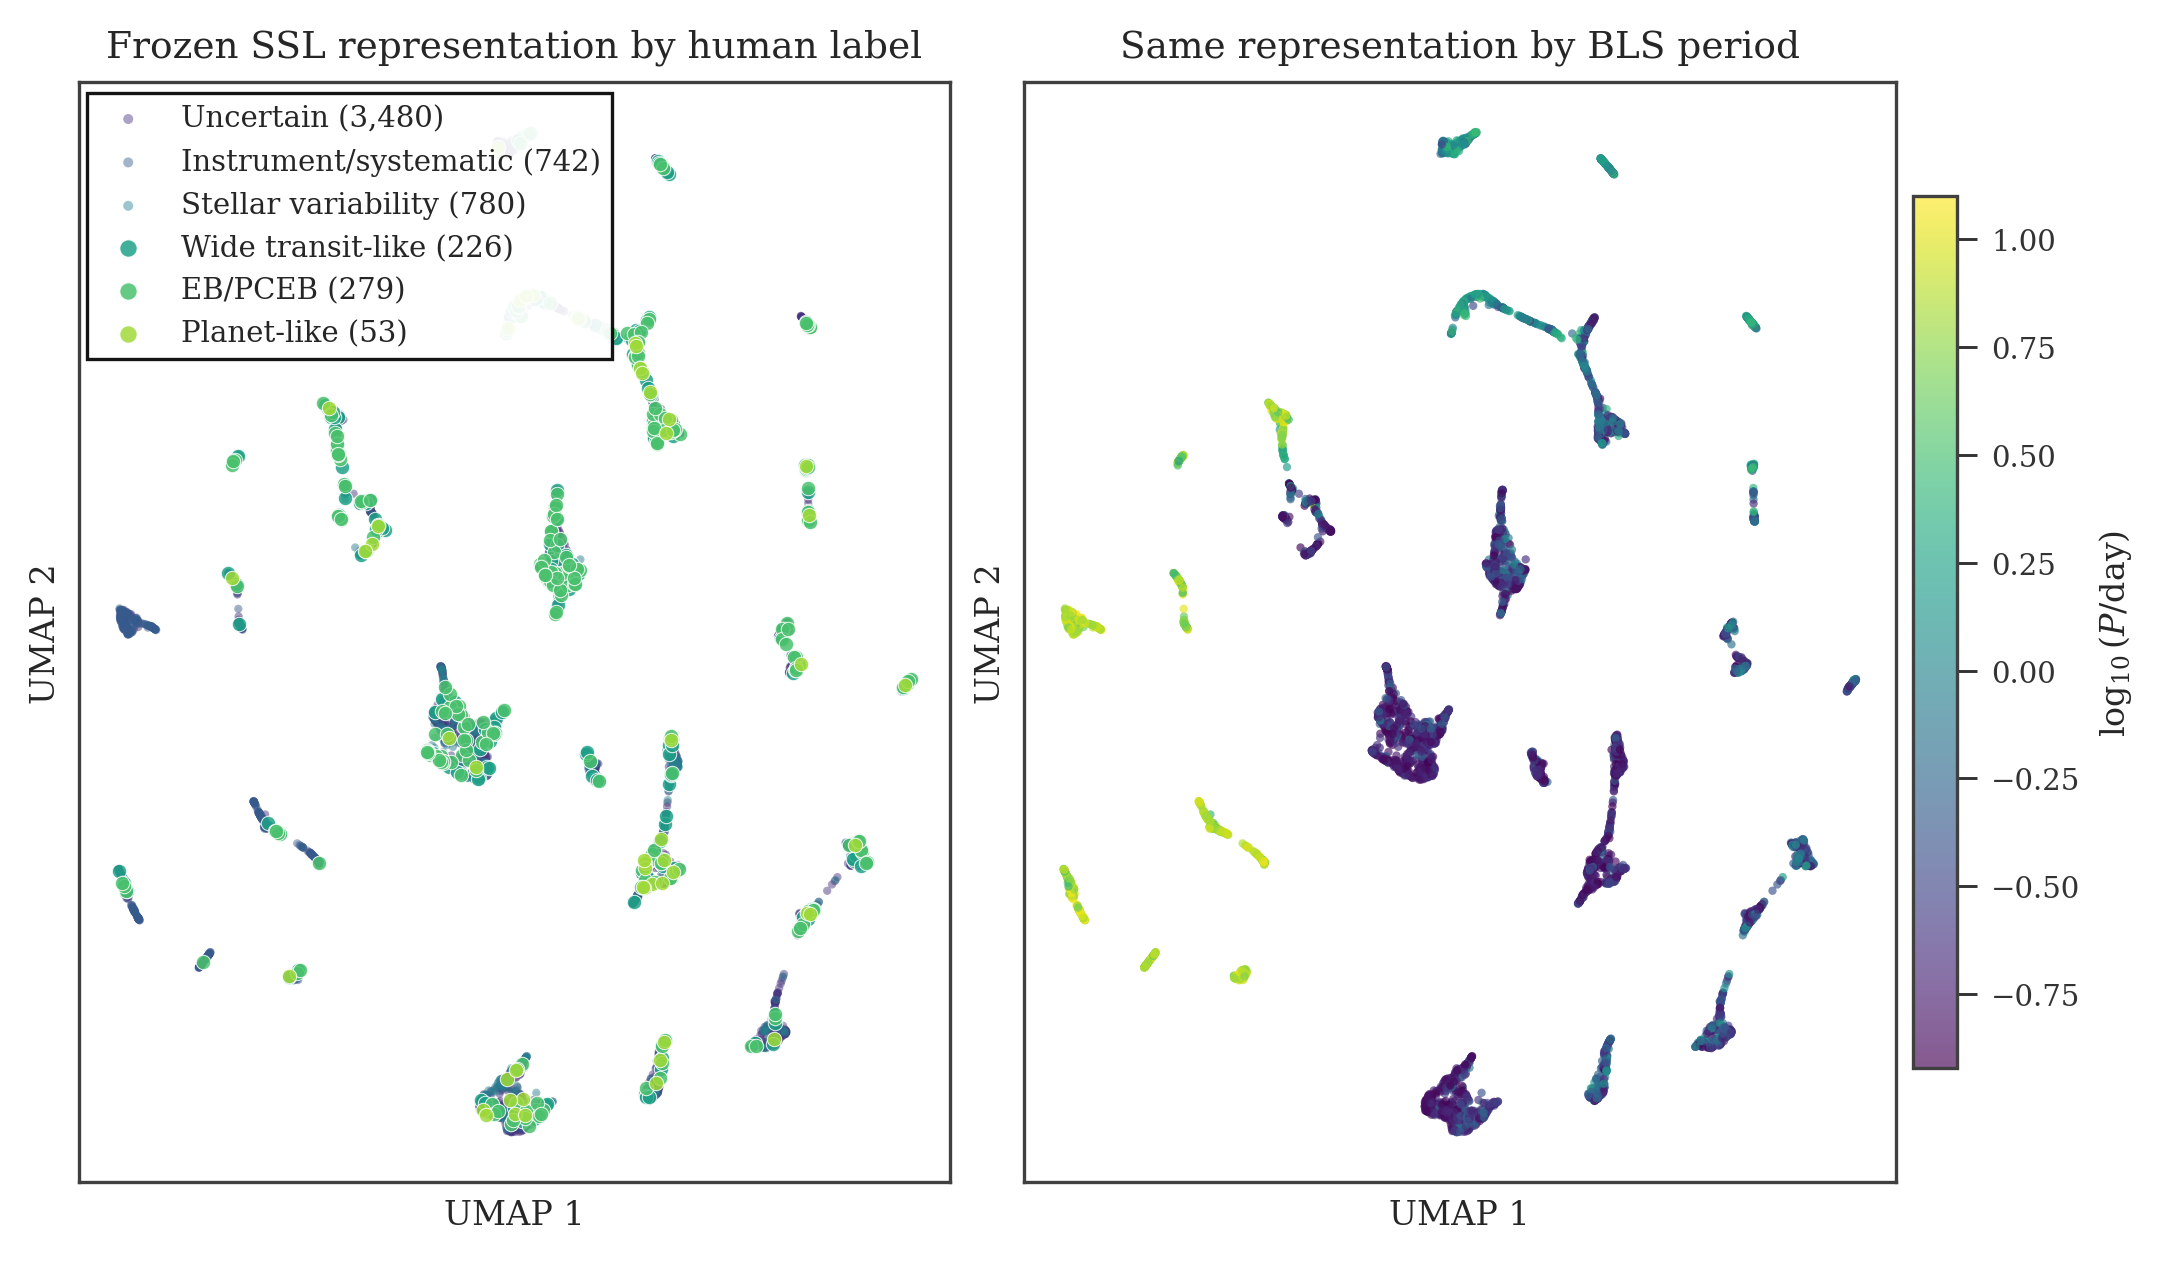 Frozen SSL representation by human label
Uncertain (3,480)
Instrument/systematic (742)
Stellar variability (780)
Wide transit-like (226)
EB/PCEB (279)
Planet-like (53)
UMAP 2
UMAP 1
Same representation by BLS period
UMAP 2
UMAP 1
1.00
0.75
0.50
0.25
0.00
−0.25
−0.50
−0.75
log₁₀ (P/day)